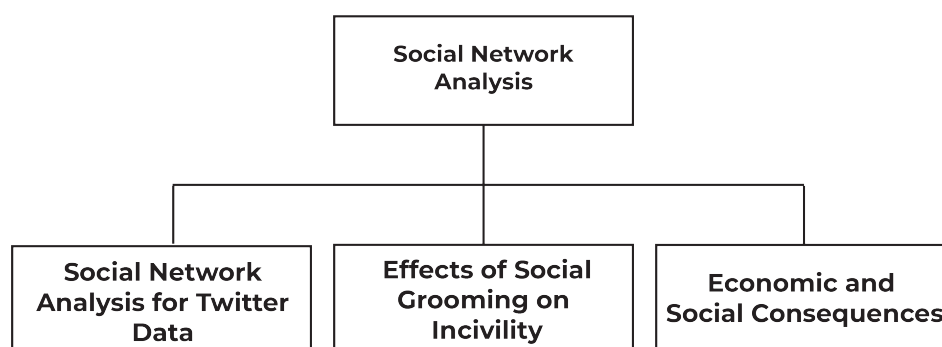 Social Network
Analysis
Social Network
Analysis for Twitter
Data
Effects of Social
Grooming on
Incivility
Economic and
Social Consequences